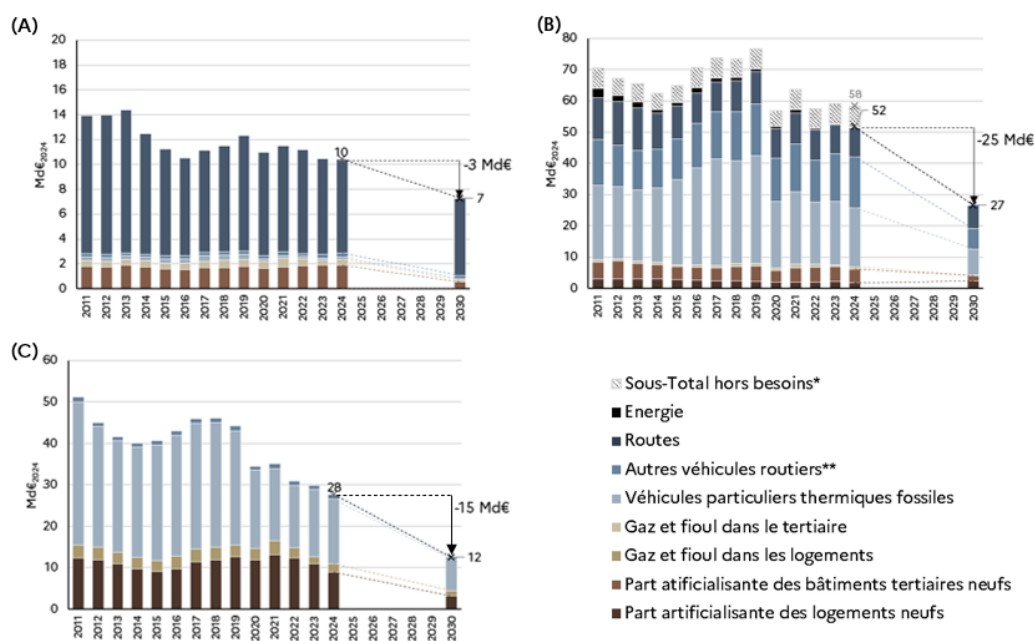 (A)
20
18
16
14
12
10
8
6
4
2
0
Md€2024
10
-3 Md€
7
2011 2012 2013 2014 2015 2016 2017 2018 2019 2020 2021 2022 2023 2024 2025 2026 2027 2028 2029 2030
(B)
80
70
60
50
40
30
20
10
0
Md€2024
58
52
-25 Md€
27
2011 2012 2013 2014 2015 2016 2017 2018 2019 2020 2021 2022 2023 2024 2025 2026 2027 2028 2029 2030
(C)
60
50
40
30
20
10
0
Md€2024
28
-15 Md€
12
2011 2012 2013 2014 2015 2016 2017 2018 2019 2020 2021 2022 2023 2024 2025 2026 2027 2028 2029 2030
Sous-Total hors besoins*
Energie
Routes
Autres véhicules routiers**
Véhicules particuliers thermiques fossiles
Gaz et fioul dans le tertiaire
Gaz et fioul dans les logements
Part atificialisante des bâtiments tertiaires neufs
Part artificialisante des logements neufs